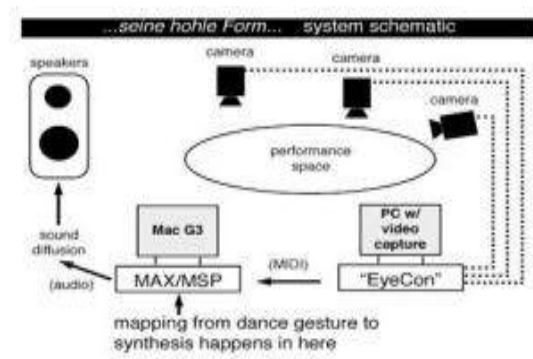 ...seine hohle Form... system schematic
speakers
camera
camera
camera
performance
space
Mac G3
PC w/
video
capture
sound
diffusion
(audio)
MAX/MSP
(MIDI)
"EyeCon"
mapping from dance gesture to
synthesis happens in here